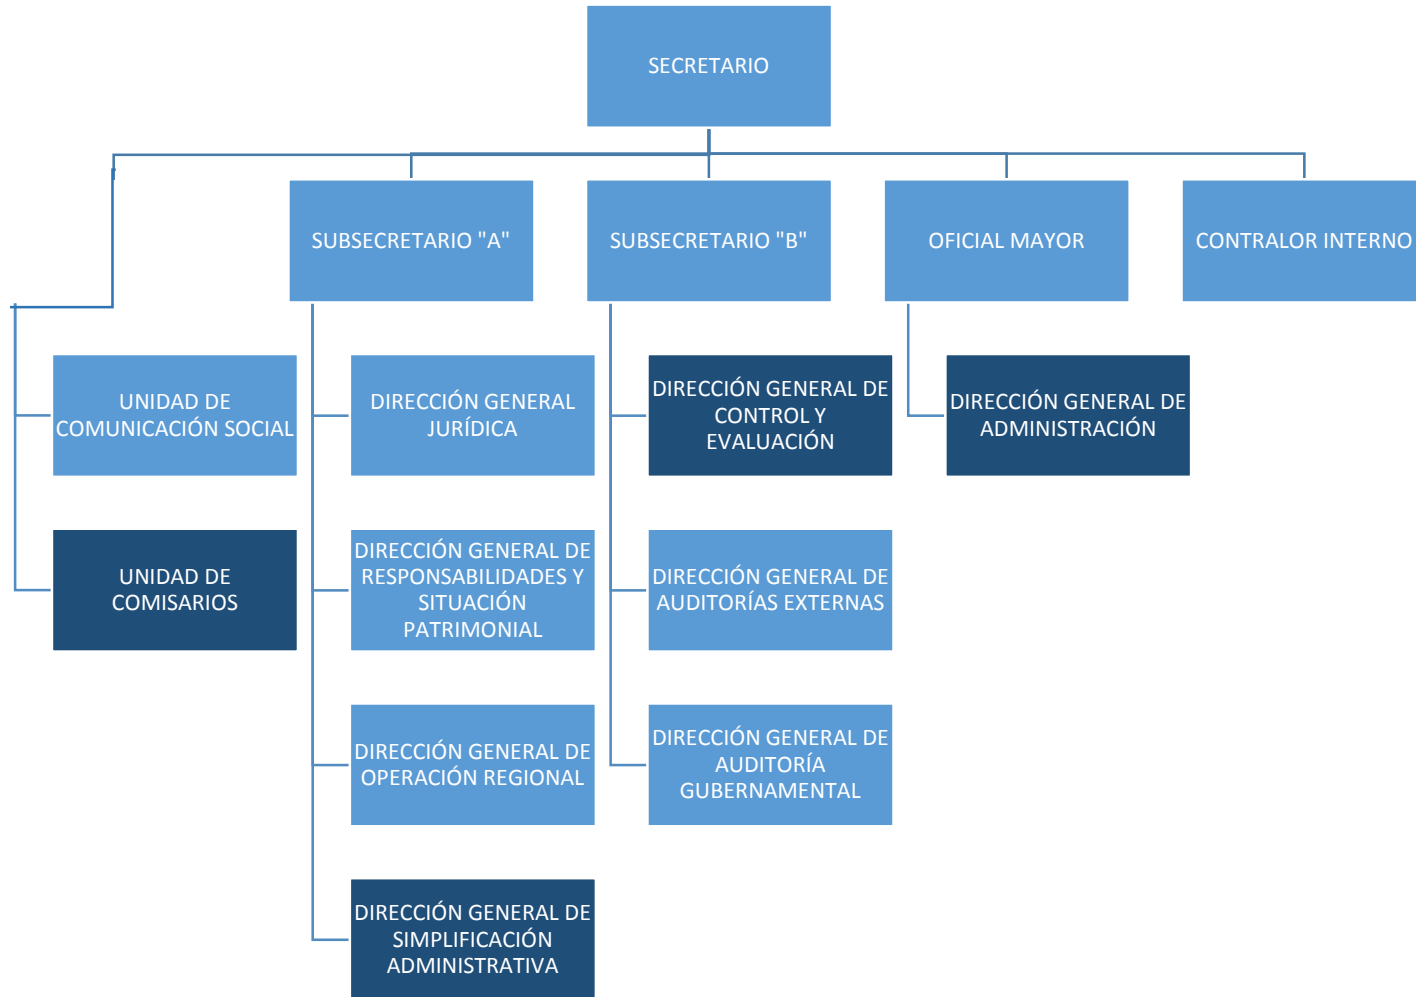 SECRETARIO
SUBSECRETARIO "A"
SUBSECRETARIO "B"
OFICIAL MAYOR
CONTRALOR INTERNO
UNIDAD DE
COMUNICACIÓN SOCIAL
DIRECCIÓN GENERAL
JURÍDICA
DIRECCIÓN GENERAL DE
CONTROL Y
EVALUACIÓN
DIRECCIÓN GENERAL DE
ADMINISTRACIÓN
UNIDAD DE
COMISARIOS
DIRECCIÓN GENERAL DE
RESPONSABILIDADES Y
SITUACIÓN
PATRIMONIAL
DIRECCIÓN GENERAL DE
AUDITORÍAS EXTERNAS
DIRECCIÓN GENERAL DE
OPERACIÓN REGIONAL
DIRECCIÓN GENERAL DE
AUDITORÍA
GUBERNAMENTAL
DIRECCIÓN GENERAL DE
SIMPLIFICACIÓN
ADMINISTRATIVA